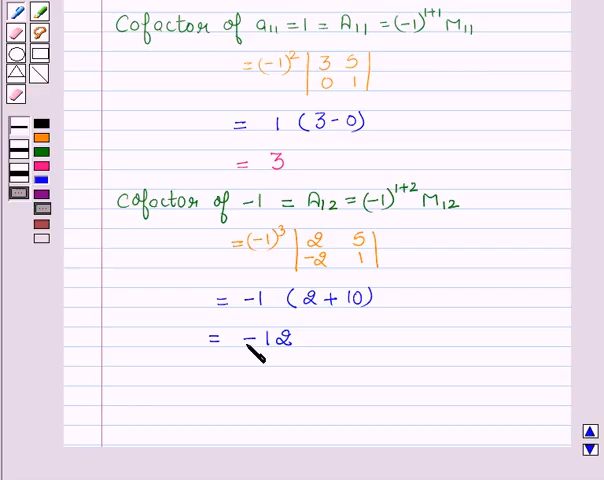 Cofactor of a₁₁ = 1 = A₁₁ = (-1)¹⁺¹ M₁₁
= (-1)² | 3 5 |
| 0 1 |
= 1 (3 - 0)
= 3
Cofactor of -1 = A₁₂ = (-1)¹⁺² M₁₂
= (-1)³ | 2 5 |
| -2 1 |
= -1 (2 + 10)
= -12